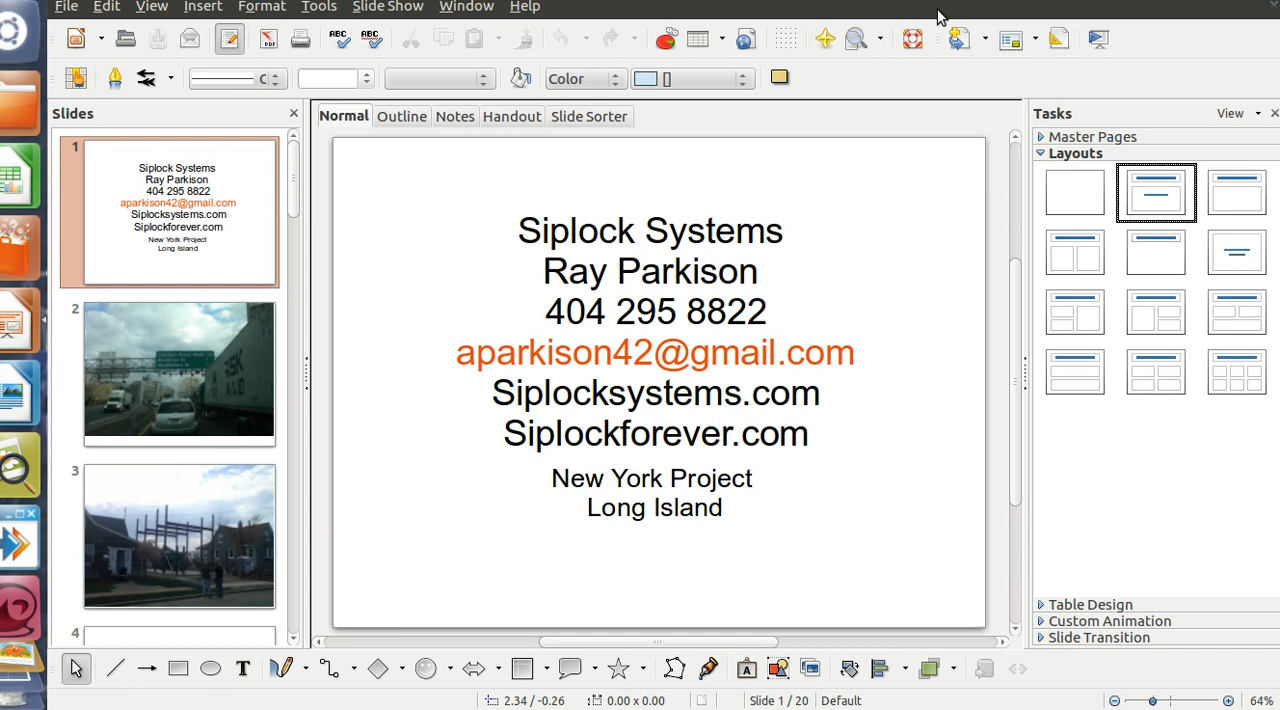 File Edit View Insert Format Tools Slide Show Window Help
ABC ABC
C Color []
Slides
Normal Outline Notes Handout Slide Sorter
Tasks View
Master Pages
Layouts
1
Siplock Systems
Ray Parkison
404 295 8822
aparkison42@gmail.com
Siplocksystems.com
Siplockforever.com
New York Project
Long Island
2
3
4
Siplock Systems
Ray Parkison
404 295 8822
aparkison42@gmail.com
Siplocksystems.com
Siplockforever.com
New York Project
Long Island
Table Design
Custom Animation
Slide Transition
T A
2.34 / -0.26 0.00 x 0.00 Slide 1 / 20 Default 64%